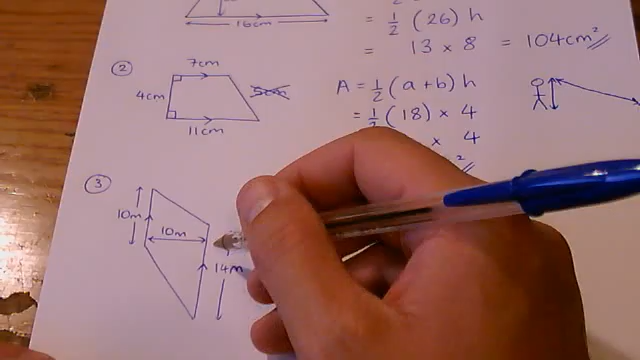 16cm
= 1/2 (26) h
= 13 x 8 = 104cm²
②
7cm
4cm
11cm
A = 1/2 (a+b) h
= 1/2 (18) x 4
x 4
²
③
10m
10m
14m